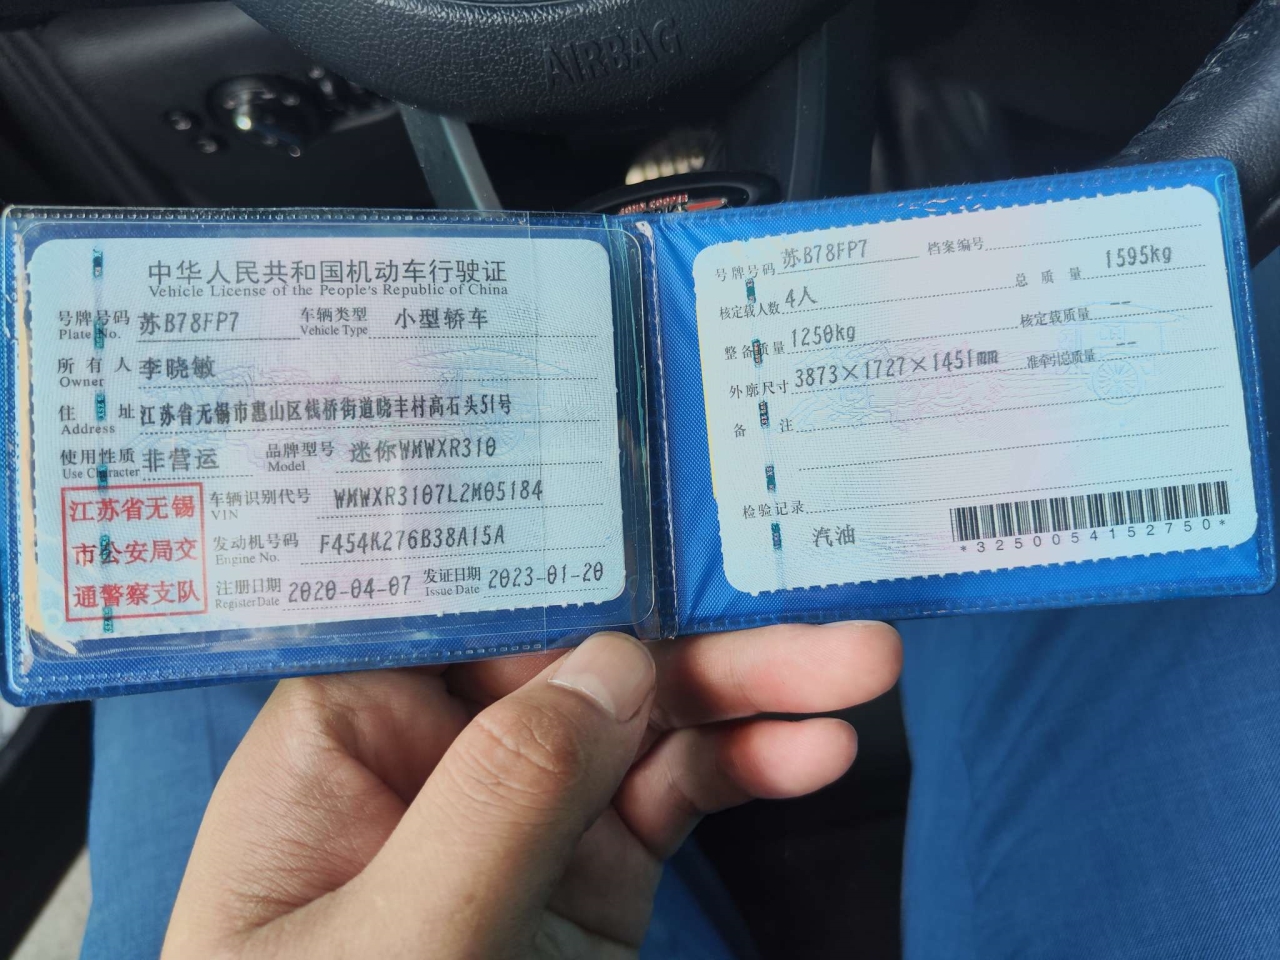 AIRBAG
中华人民共和国机动车行驶证
Vehicle License of the People's Republic of China
号牌号码 苏B78FP7 车辆类型 小型轿车
Plate No. Vehicle Type
所有人 李晓敏
Owner
住址 江苏省无锡市惠山区钱桥街道晓丰村高石头51号
Address
使用性质 非营运 品牌型号 迷你WMWXR310
Use Character Model
江苏省无锡
市公安局交
通警察支队
车辆识别代号 WMWXR3107L2M05184
VIN
发动机号码 F454K276B38A15A
Engine No.
注册日期 2020-04-07 发证日期 2023-01-20
Register Date Issue Date
号牌号码 苏B78FP7 档案编号
核定载人数 4人 总质量 1595kg
整备质量 1250kg 核定载质量 --
外廓尺寸 3873×1727×1451mm 准牵引总质量 --
备注
检验记录
汽油
*3250054152750*